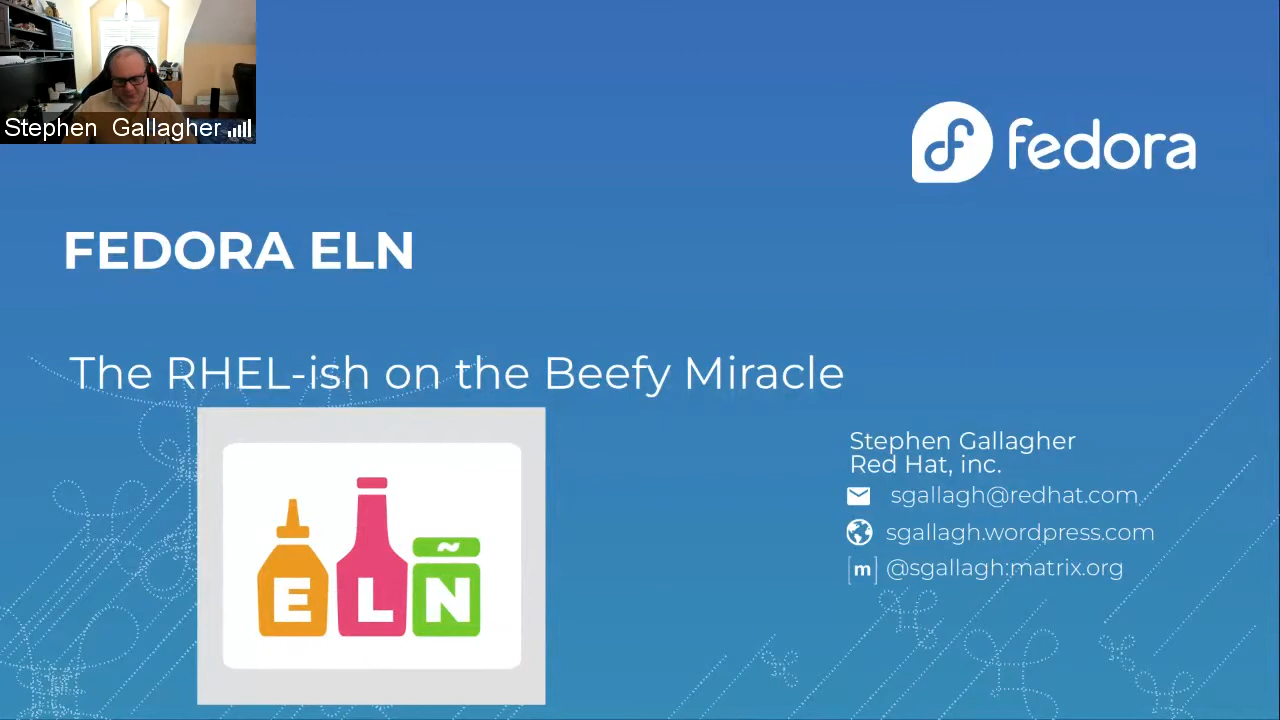 Stephen Gallagher
fedora
FEDORA ELN
The RHEL-ish on the Beefy Miracle
E L Ñ
Stephen Gallagher
Red Hat, inc.
sgallagh@redhat.com
sgallagh.wordpress.com
[m] @sgallagh:matrix.org